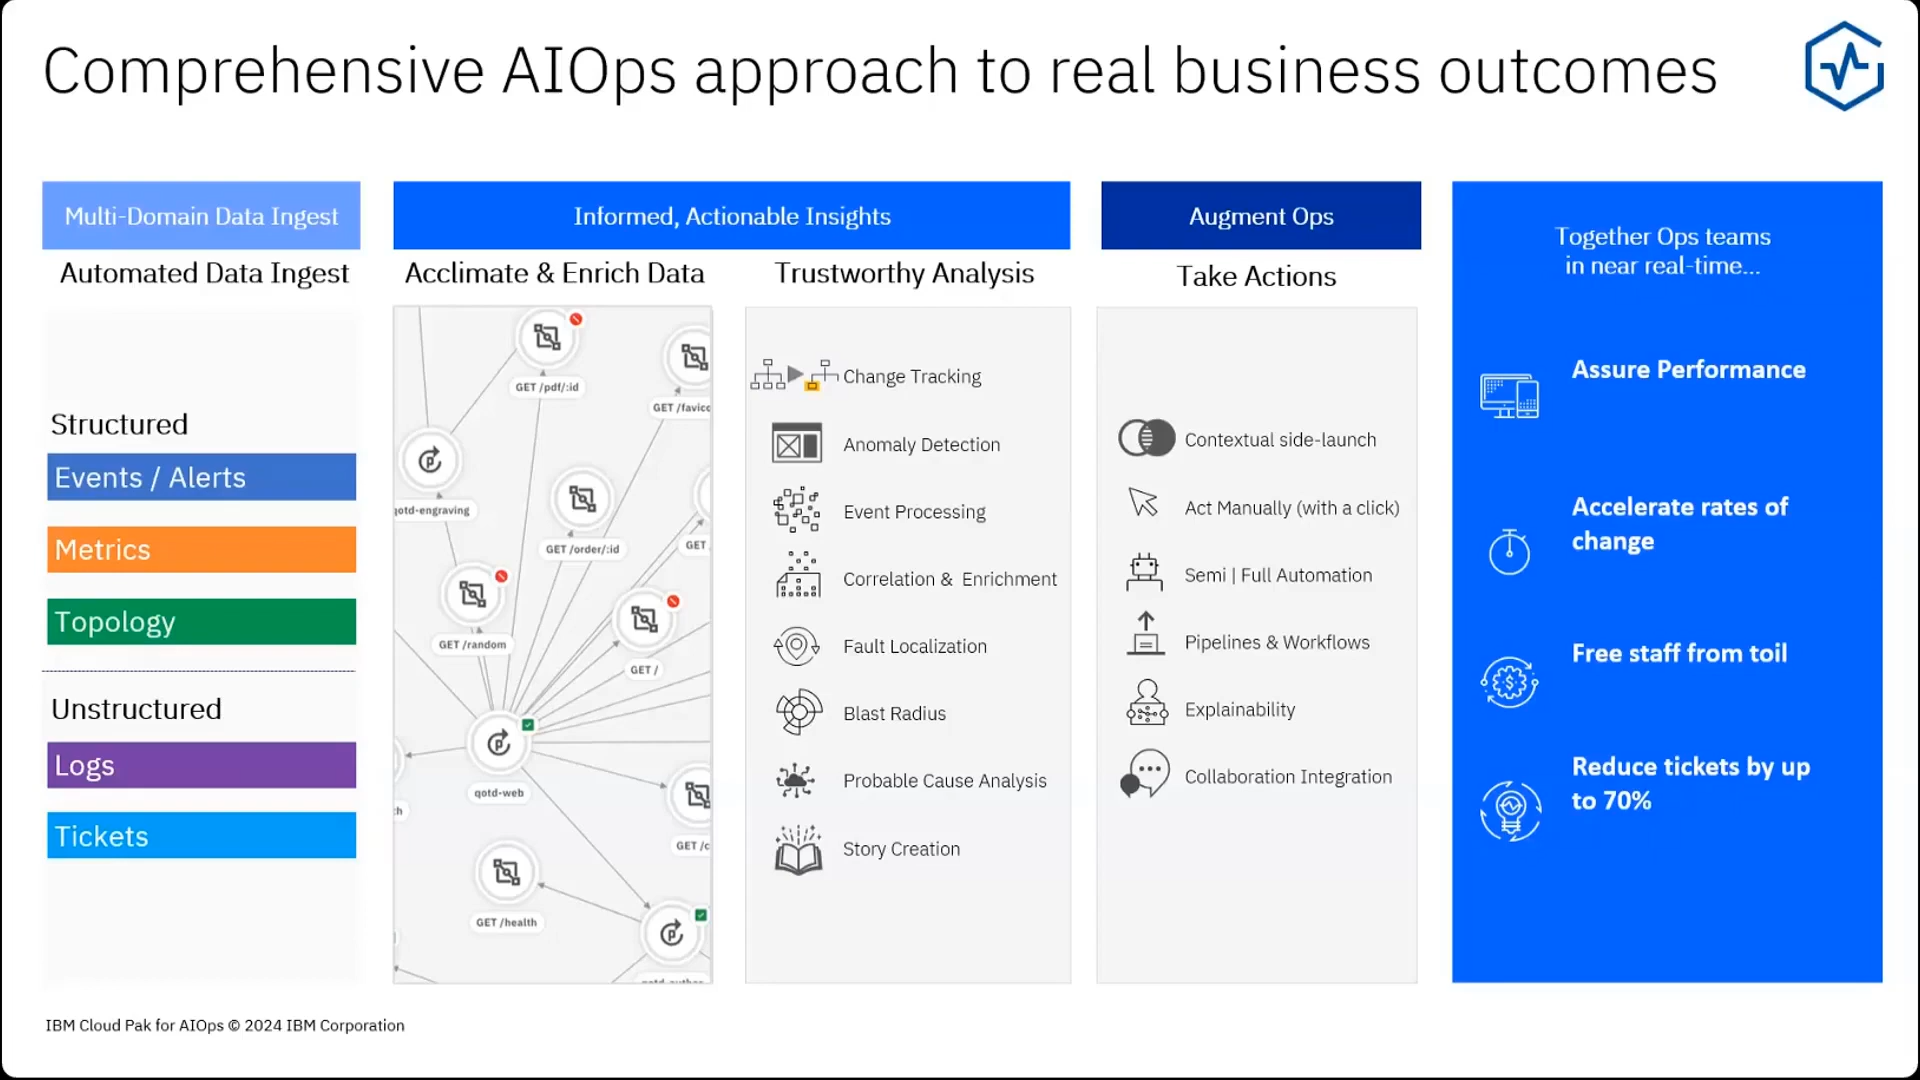 Comprehensive AIOps approach to real business outcomes
Multi-Domain Data Ingest
Automated Data Ingest
Structured
Events / Alerts
Metrics
Topology
Unstructured
Logs
Tickets
Informed, Actionable Insights
Acclimate & Enrich Data
GET /pdf/:id
GET /favicc
qotd-engraving
GET /order/:id
GET
GET /random
GET /
qotd-web
GET /c
GET /health
Trustworthy Analysis
Change Tracking
Anomaly Detection
Event Processing
Correlation & Enrichment
Fault Localization
Blast Radius
Probable Cause Analysis
Story Creation
Augment Ops
Take Actions
Contextual side-launch
Act Manually (with a click)
Semi | Full Automation
Pipelines & Workflows
Explainability
Collaboration Integration
Together Ops teams
in near real-time...
Assure Performance
Accelerate rates of
change
Free staff from toil
Reduce tickets by up
to 70%
IBM Cloud Pak for AIOps © 2024 IBM Corporation